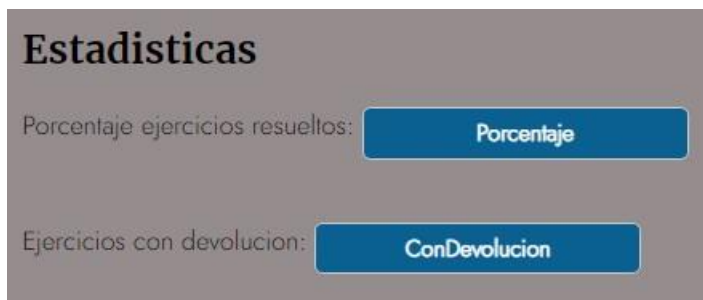 Estadisticas
Porcentaje ejercicios resueltos: Porcentaje
Ejercicios con devolucion: ConDevolucion